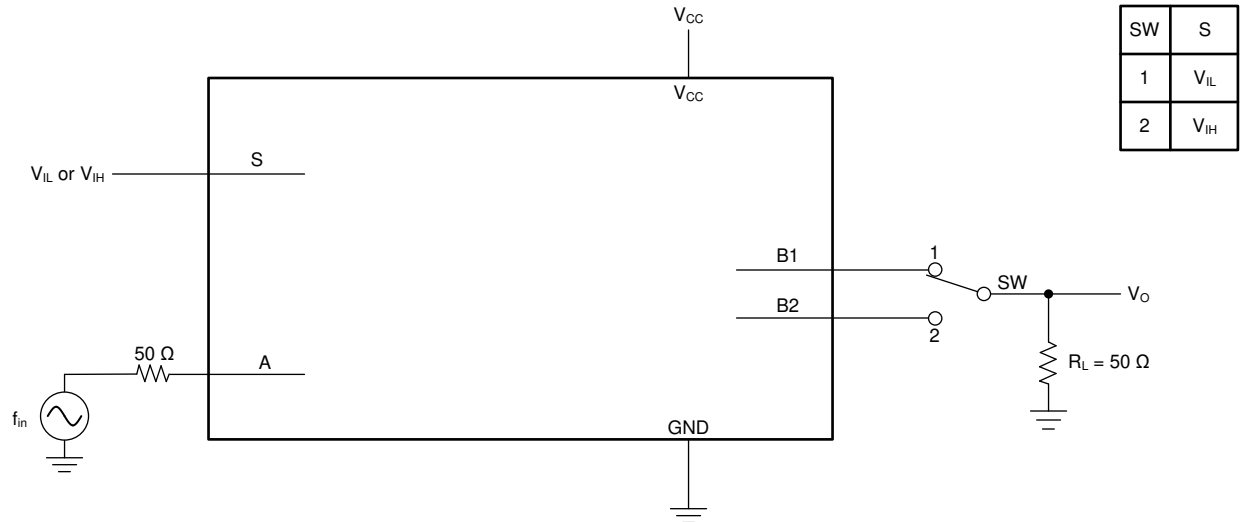 V_CC
SW S
V_CC
1 V_IL
2 V_IH
S
V_IL or V_IH
B1
1
SW
B2
V_O
2
50 Ω
A
R_L = 50 Ω
f_in
GND